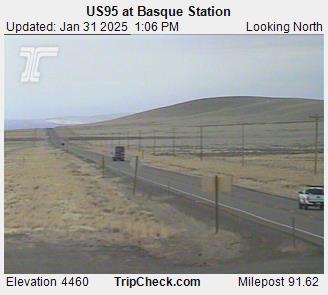 US95 at Basque Station
Updated: Jan 31 2025 1:06 PM Looking North
Elevation 4460 TripCheck.com Milepost 91.62